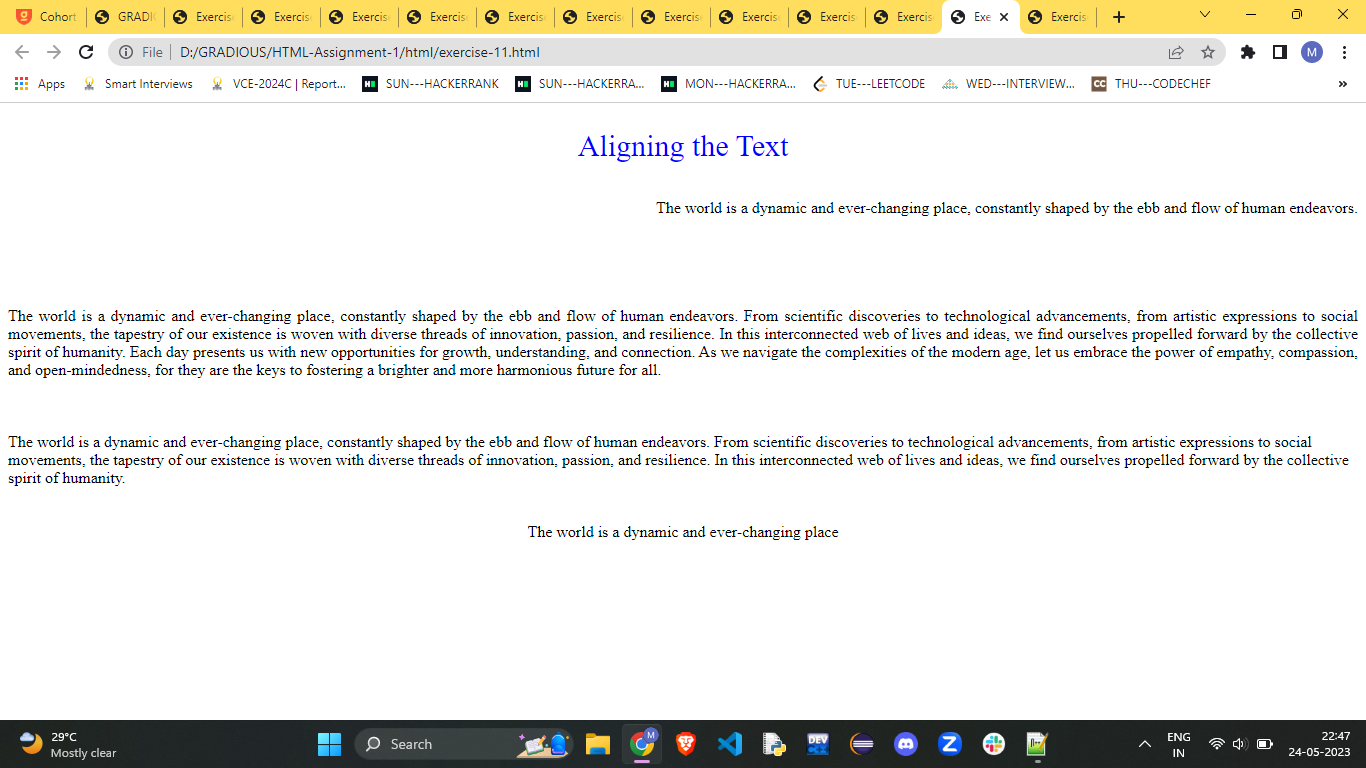 Cohort
GRADI
Exercis
Exercis
Exercis
Exercis
Exercis
Exercis
Exercis
Exercis
Exercis
Exercis
Exe
Exercis
File
D:/GRADIOUS/HTML-Assignment-1/html/exercise-11.html
M
Apps
Smart Interviews
VCE-2024C | Report...
SUN---HACKERRANK
SUN---HACKERRA...
MON---HACKERRA...
TUE---LEETCODE
WED---INTERVIEW...
THU---CODECHEF
»
Aligning the Text
The world is a dynamic and ever-changing place, constantly shaped by the ebb and flow of human endeavors.
The world is a dynamic and ever-changing place, constantly shaped by the ebb and flow of human endeavors. From scientific discoveries to technological advancements, from artistic expressions to social
movements, the tapestry of our existence is woven with diverse threads of innovation, passion, and resilience. In this interconnected web of lives and ideas, we find ourselves propelled forward by the collective
spirit of humanity. Each day presents us with new opportunities for growth, understanding, and connection. As we navigate the complexities of the modern age, let us embrace the power of empathy, compassion,
and open-mindedness, for they are the keys to fostering a brighter and more harmonious future for all.
The world is a dynamic and ever-changing place, constantly shaped by the ebb and flow of human endeavors. From scientific discoveries to technological advancements, from artistic expressions to social
movements, the tapestry of our existence is woven with diverse threads of innovation, passion, and resilience. In this interconnected web of lives and ideas, we find ourselves propelled forward by the collective
spirit of humanity.
The world is a dynamic and ever-changing place
29°C
Mostly clear
Search
M
DEV
ENG
IN
22:47
24-05-2023